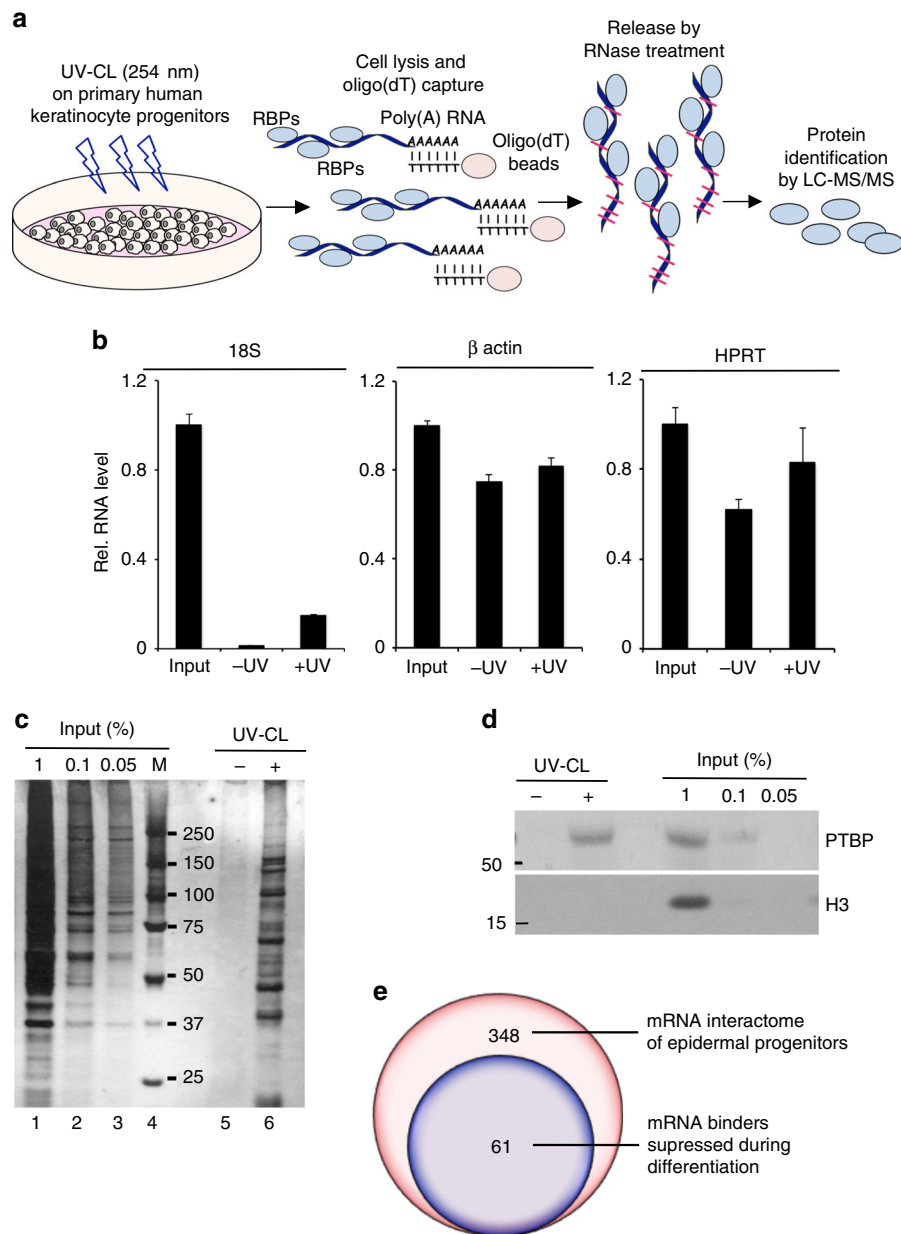 a
UV-CL (254 nm)
on primary human
keratinocyte progenitors
Cell lysis and
oligo(dT) capture
RBPs
Poly(A) RNA
AAAAAA
RBPs
Oligo(dT)
beads
AAAAAA
AAAAAA
Release by
RNase treatment
Protein
identification
by LC-MS/MS
b
18S
β actin
HPRT
Rel. RNA level
1.2
0.8
0.4
0
Input –UV +UV
1.2
0.8
0.4
0
Input –UV +UV
1.2
0.8
0.4
0
Input –UV +UV
c
Input (%)
UV-CL
1 0.1 0.05 M – +
250
150
100
75
50
37
25
1 2 3 4 5 6
d
UV-CL
Input (%)
– + 1 0.1 0.05
PTBP
50
H3
15
e
348
mRNA interactome
of epidermal progenitors
61
mRNA binders
supressed during
differentiation